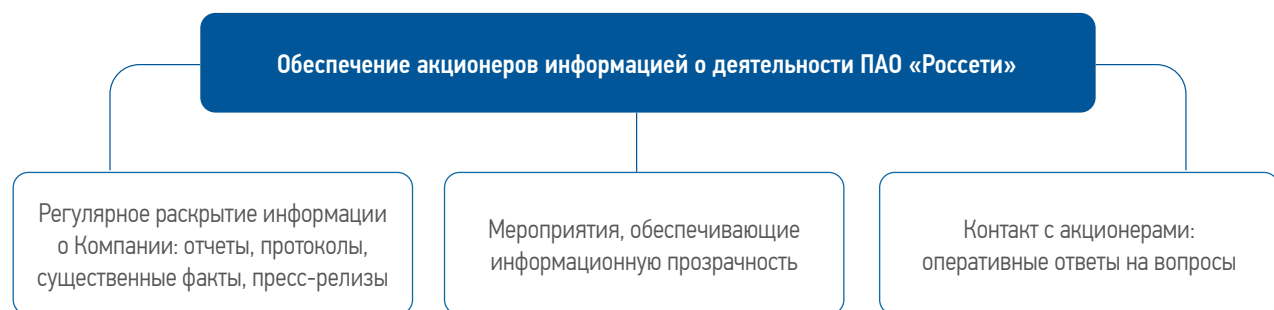 Обеспечение акционеров информацией о деятельности ПАО «Россети»
Регулярное раскрытие информации
о Компании: отчеты, протоколы,
существенные факты, пресс-релизы
Мероприятия, обеспечивающие
информационную прозрачность
Контакт с акционерами:
оперативные ответы на вопросы